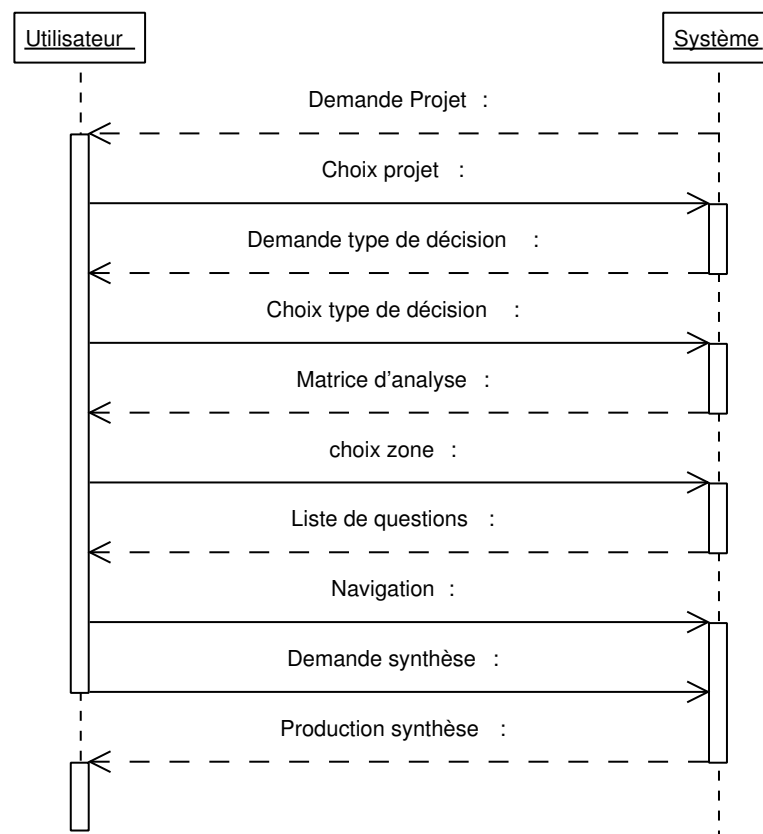 Utilisateur
Système
Demande Projet :
Choix projet :
Demande type de décision :
Choix type de décision :
Matrice d'analyse :
choix zone :
Liste de questions :
Navigation :
Demande synthèse :
Production synthèse :